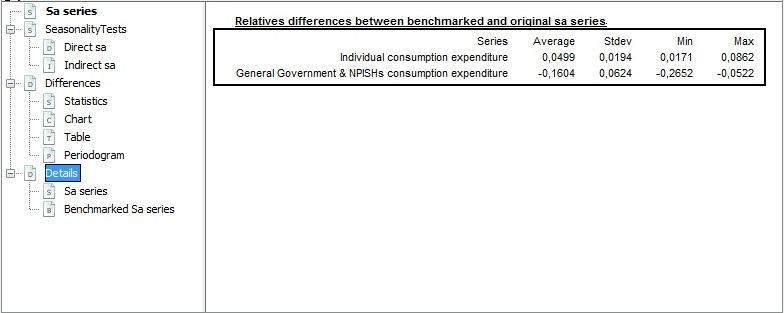 Sa series
SeasonalityTests
Direct sa
Indirect sa
Differences
Statistics
Chart
Table
Periodogram
Details
Sa series
Benchmarked Sa series
Relatives differences between benchmarked and original sa series.
Series Average Stdev Min Max
Individual consumption expenditure 0,0499 0,0194 0,0171 0,0862
General Government & NPISHs consumption expenditure -0,1604 0,0624 -0,2652 -0,0522